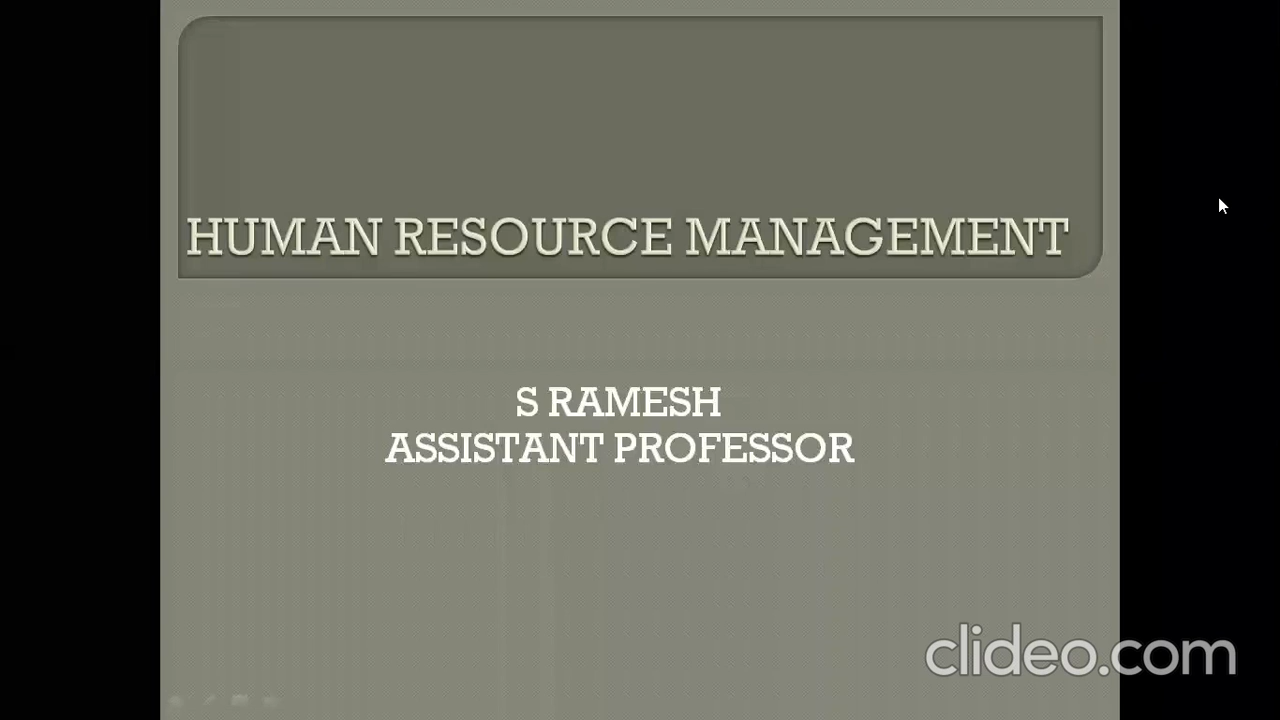 HUMAN RESOURCE MANAGEMENT
S RAMESH
ASSISTANT PROFESSOR
clideo.com